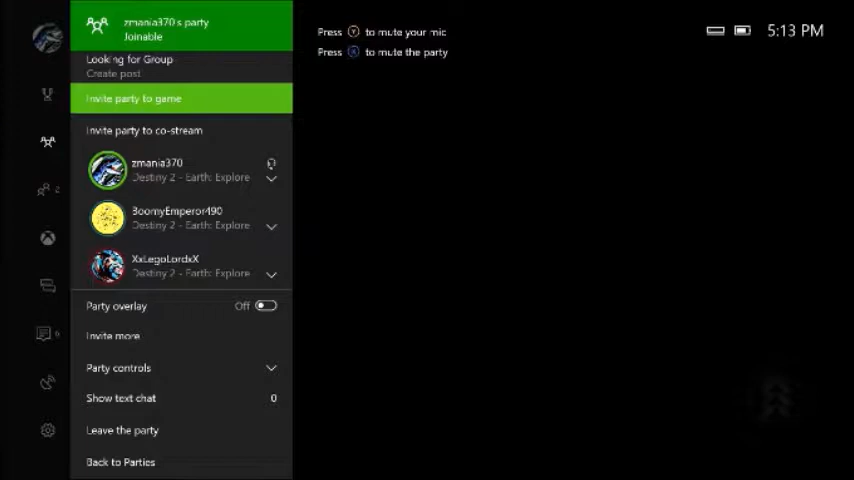 zmania370's party
Joinable
Looking for Group
Create post
Invite party to game
Invite party to co-stream
zmania370
Destiny 2 - Earth: Explore
BoomyEmperor490
Destiny 2 - Earth: Explore
XxLegoLordxX
Destiny 2 - Earth: Explore
Party overlay Off
Invite more
Party controls
Show text chat 0
Leave the party
Back to Parties
2
6
Press Y to mute your mic
Press X to mute the party
5:13 PM